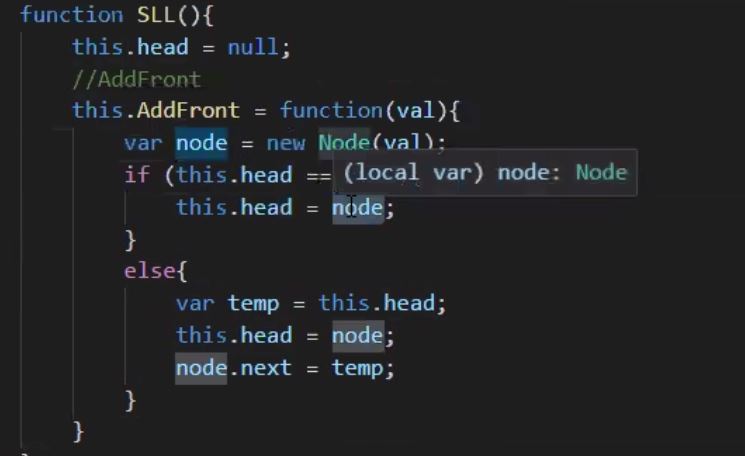 function SLL(){
this.head = null;
//AddFront
this.AddFront = function(val){
var node = new Node(val);
if (this.head == (local var) node: Node
this.head = node;
}
else{
var temp = this.head;
this.head = node;
node.next = temp;
}
}
}